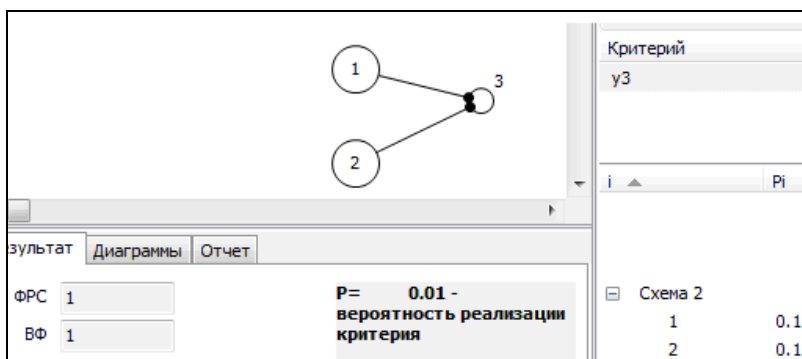 1
3
2
Критерий
y3
i Pi
Диаграммы Отчет
ФРС 1
ВФ 1
P= 0.01 -
вероятность реализации
критерия
Схема 2
1 0.1
2 0.1